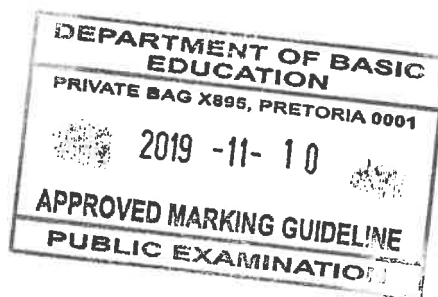 DEPARTMENT OF BASIC
EDUCATION
PRIVATE BAG X895, PRETORIA 0001
2019 -11- 10
APPROVED MARKING GUIDELINE
PUBLIC EXAMINATION